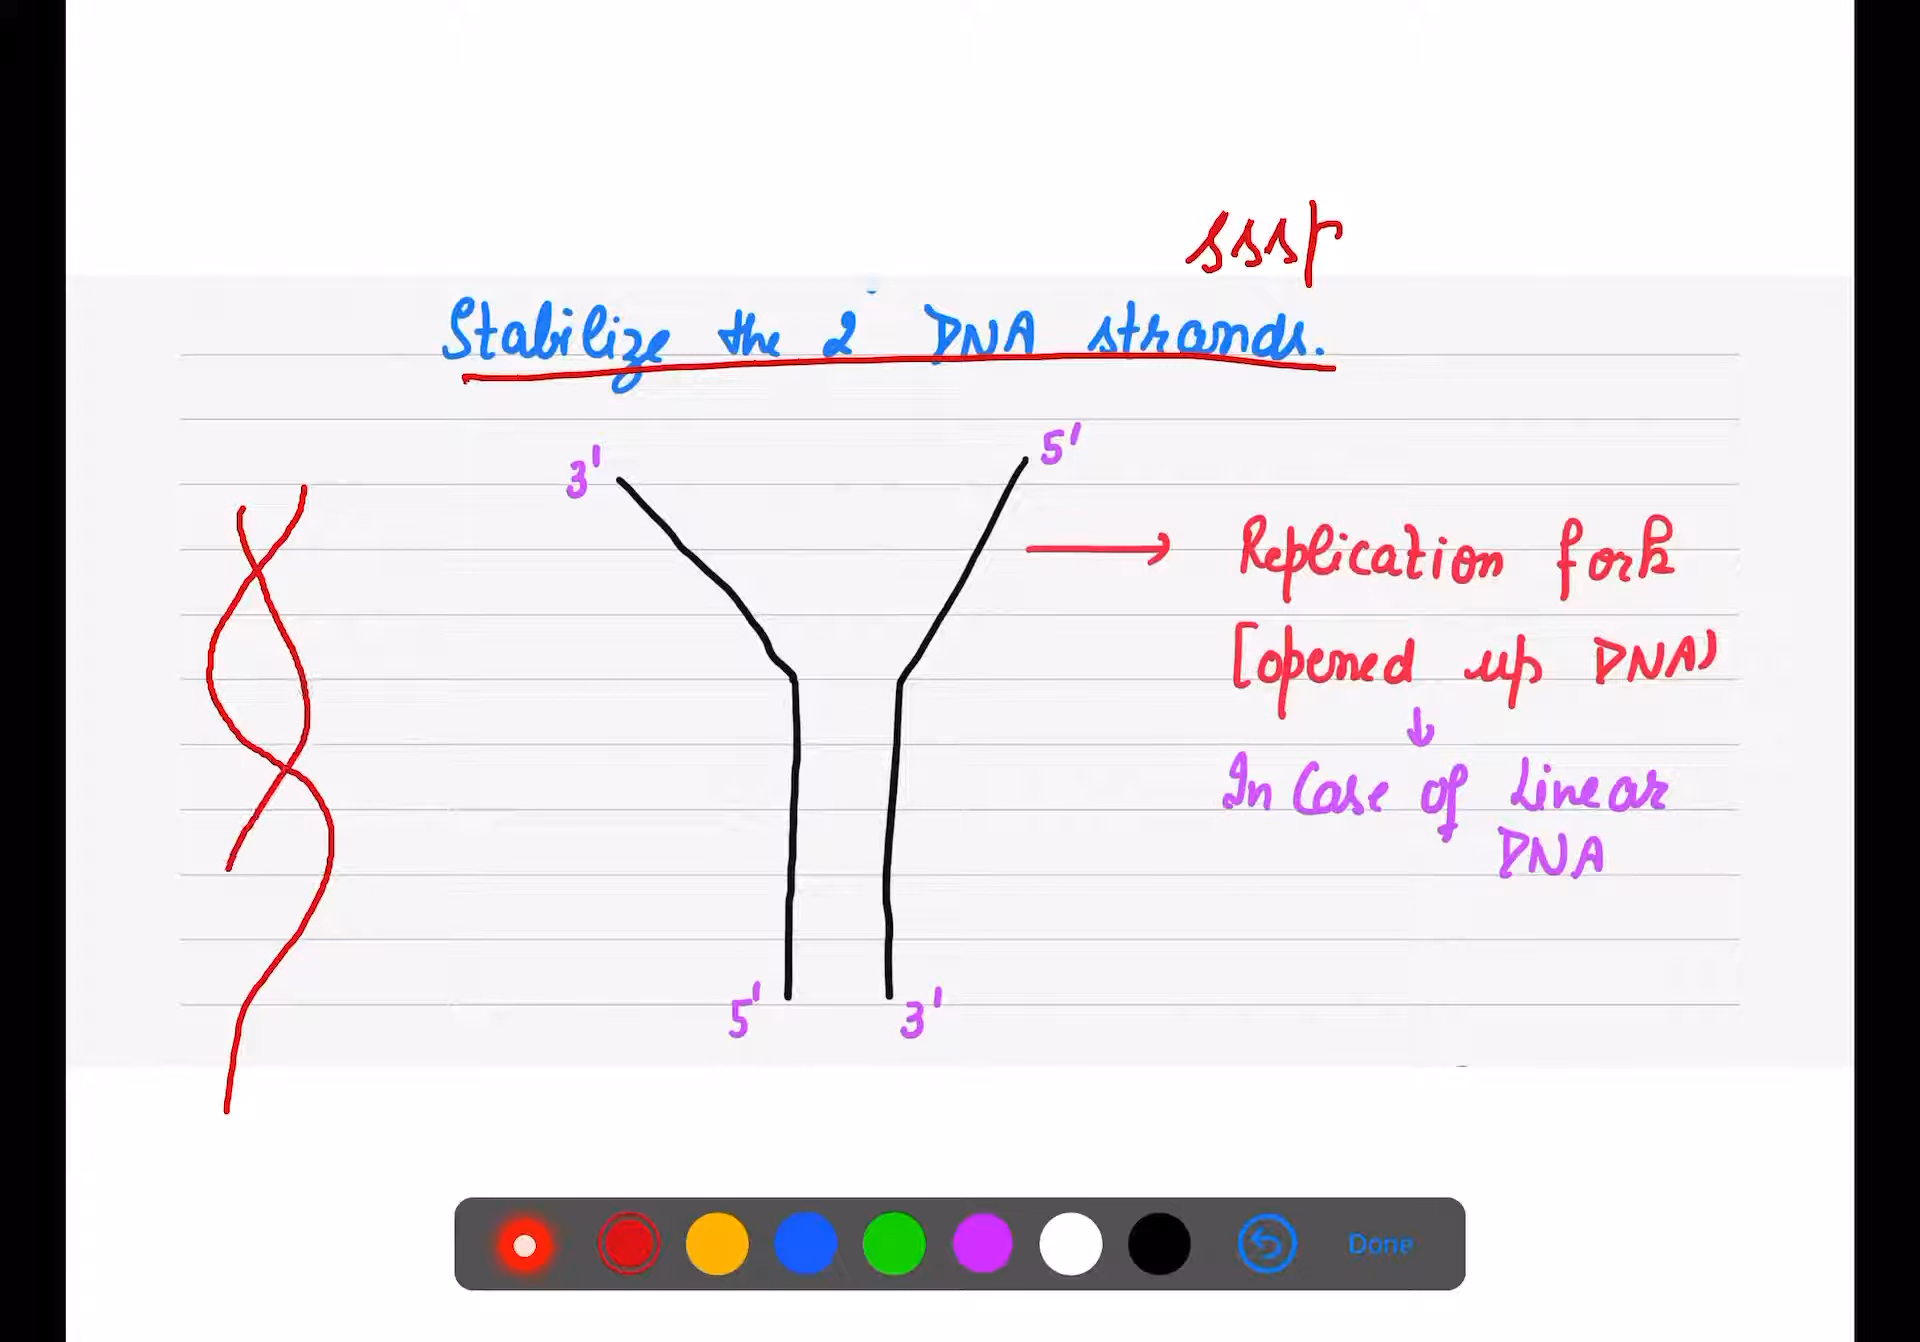 sssp
Stabilize the 2 DNA strands.
3'
5'
Replication fork
[opened up DNA)
↓
In Case of Linear
DNA
5'
3'
Done